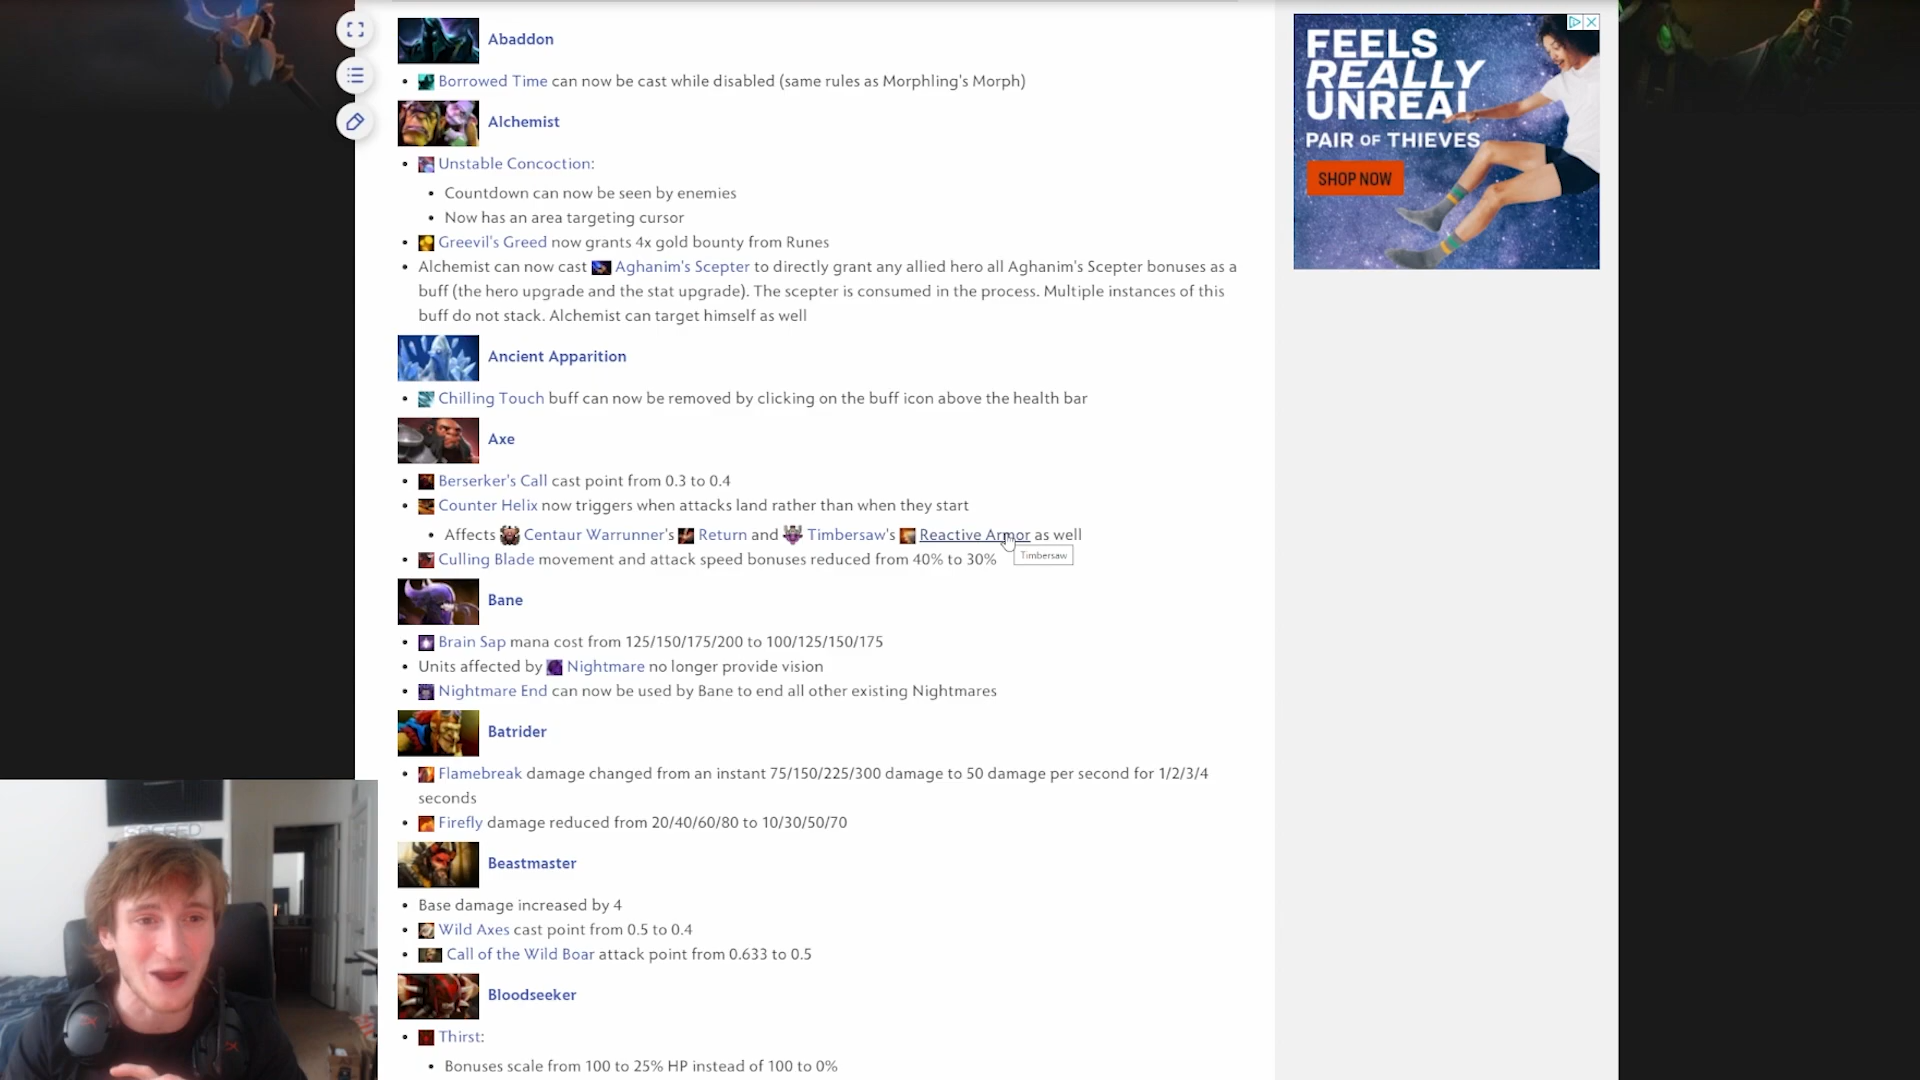 Abaddon
Borrowed Time can now be cast while disabled (same rules as Morphling's Morph)
Alchemist
Unstable Concoction:
Countdown can now be seen by enemies
Now has an area targeting cursor
Greevil's Greed now grants 4x gold bounty from Runes
Alchemist can now cast Aghanim's Scepter to directly grant any allied hero all Aghanim's Scepter bonuses as a
buff (the hero upgrade and the stat upgrade). The scepter is consumed in the process. Multiple instances of this
buff do not stack. Alchemist can target himself as well
Ancient Apparition
Chilling Touch buff can now be removed by clicking on the buff icon above the health bar
Axe
Berserker's Call cast point from 0.3 to 0.4
Counter Helix now triggers when attacks land rather than when they start
Affects Centaur Warrunner's Return and Timbersaw's Reactive Armor as well
Timbersaw
Culling Blade movement and attack speed bonuses reduced from 40% to 30%
Bane
Brain Sap mana cost from 125/150/175/200 to 100/125/150/175
Units affected by Nightmare no longer provide vision
Nightmare End can now be used by Bane to end all other existing Nightmares
Batrider
Flamebreak damage changed from an instant 75/150/225/300 damage to 50 damage per second for 1/2/3/4
seconds
Firefly damage reduced from 20/40/60/80 to 10/30/50/70
Beastmaster
Base damage increased by 4
Wild Axes cast point from 0.5 to 0.4
Call of the Wild Boar attack point from 0.633 to 0.5
Bloodseeker
Thirst:
Bonuses scale from 100 to 25% HP instead of 100 to 0%
FEELS
REALLY
UNREAL
PAIR OF THIEVES
SHOP NOW